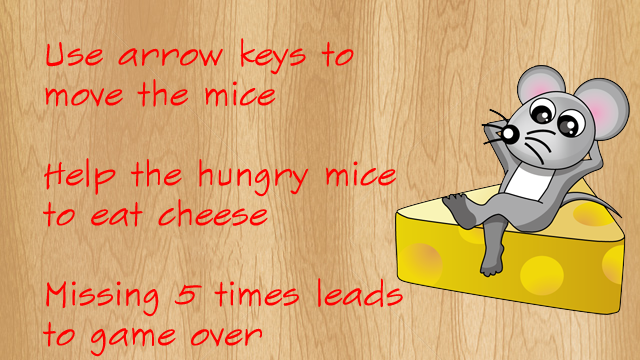 Use arrow keys to
move the mice
Help the hungry mice
to eat cheese
Missing 5 times leads
to game over